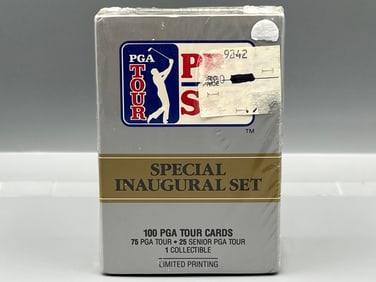 PGA
TOUR
P
S
9242
TM
SPECIAL
INAUGURAL SET
100 PGA TOUR CARDS
75 PGA TOUR • 25 SENIOR PGA TOUR
1 COLLECTIBLE
LIMITED PRINTING